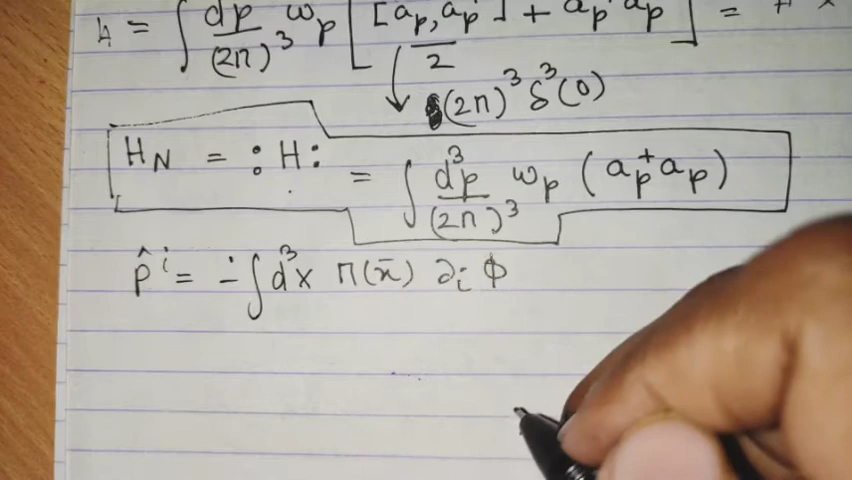 H = ∫ dp/(2π)³ ωp [ [ap, ap⁺]/2 + ap⁺ ap ] =
(2π)³ δ³(0)
H_N = :H: = ∫ d³p/(2π)³ ωp (ap⁺ ap)
p̂ⁱ = -∫ d³x π(x̄) ∂i φ